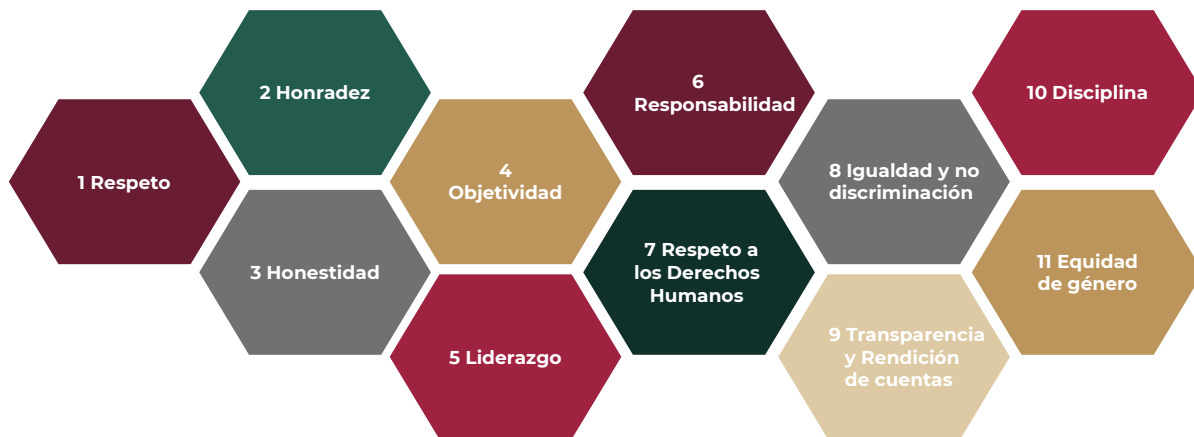 1 Respeto
2 Honradez
3 Honestidad
4
Objetividad
5 Liderazgo
6
Responsabilidad
7 Respeto a
los Derechos
Humanos
8 Igualdad y no
discriminación
9 Transparencia
y Rendición
de cuentas
10 Disciplina
11 Equidad
de género